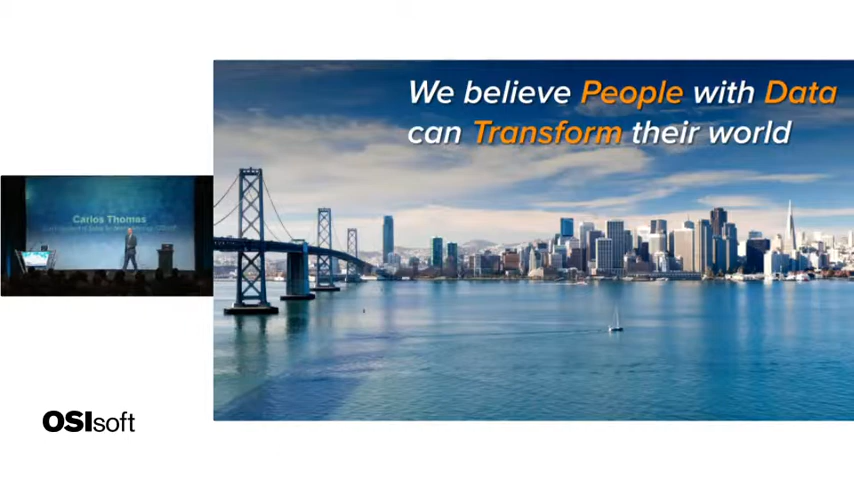 We believe People with Data
can Transform their world
Carlos Thomas
OSIsoft